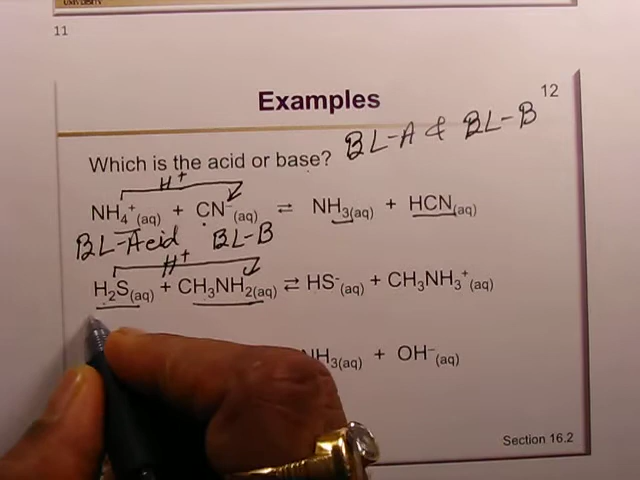 UNIVERSITY
11
12
Examples
BL-A & BL-B
Which is the acid or base?
H⁺
NH₄⁺(aq) + CN⁻(aq) ⇌ NH₃(aq) + HCN(aq)
BL-Acid BL-B
H⁺
H₂S(aq) + CH₃NH₂(aq) ⇌ HS⁻(aq) + CH₃NH₃⁺(aq)
NH₃(aq) + OH⁻(aq)
Section 16.2